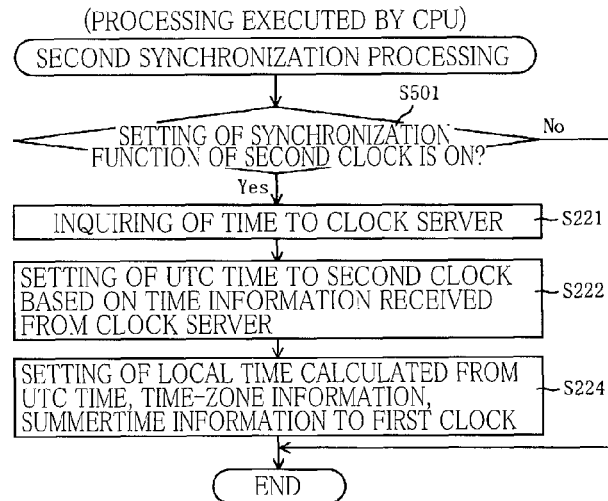 (PROCESSING EXECUTED BY CPU)
SECOND SYNCHRONIZATION PROCESSING
S501
SETTING OF SYNCHRONIZATION
FUNCTION OF SECOND CLOCK IS ON?
No
Yes
INQUIRING OF TIME TO CLOCK SERVER
S221
SETTING OF UTC TIME TO SECOND CLOCK
BASED ON TIME INFORMATION RECEIVED
FROM CLOCK SERVER
S222
SETTING OF LOCAL TIME CALCULATED FROM
UTC TIME, TIME-ZONE INFORMATION,
SUMMERTIME INFORMATION TO FIRST CLOCK
S224
END